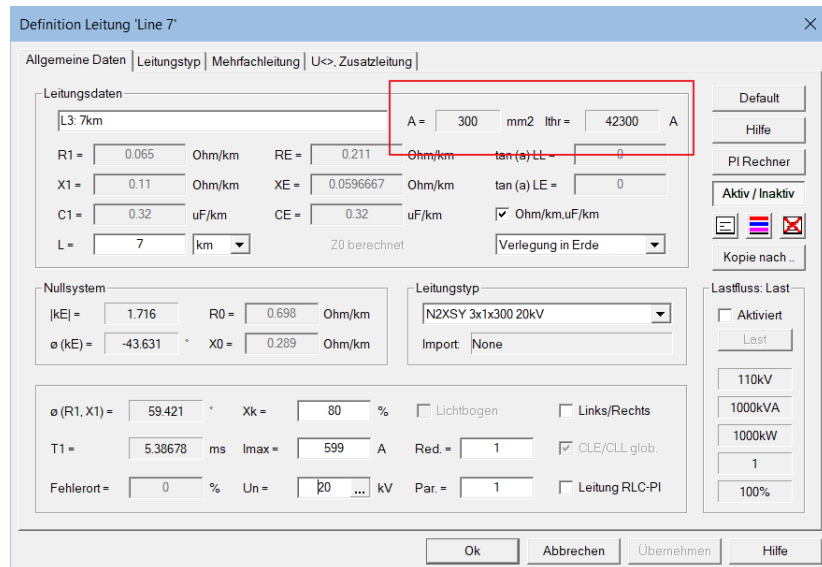 Definition Leitung 'Line 7'
Allgemeine Daten Leitungstyp Mehrfachleitung U<>, Zusatzleitung
Leitungsdaten
L3: 7km A = 300 mm2 Ithr = 42300 A
R1 = 0.065 Ohm/km RE = 0.211 Ohm/km tan (a) LL = 0
X1 = 0.11 Ohm/km XE = 0.0596667 Ohm/km tan (a) LE = 0
C1 = 0.32 uF/km CE = 0.32 uF/km Ohm/km,uF/km
L = 7 km Z0 berechnet Verlegung in Erde
Default
Hilfe
PI Rechner
Aktiv / Inaktiv
Kopie nach ..
Nullsystem
|kE| = 1.716 R0 = 0.698 Ohm/km
ø (kE) = -43.631 ° X0 = 0.289 Ohm/km
Leitungstyp
N2XSY 3x1x300 20kV
Import: None
Lastfluss: Last
Aktiviert
Last
110kV
1000kVA
1000kW
1
100%
ø (R1, X1) = 59.421 ° Xk = 80 % Lichtbogen Links/Rechts
T1 = 5.38678 ms Imax = 599 A Red. = 1 CLE/CLL glob.
Fehlerort = 0 % Un = 20 ... kV Par. = 1 Leitung RLC-PI
Ok Abbrechen Übernehmen Hilfe